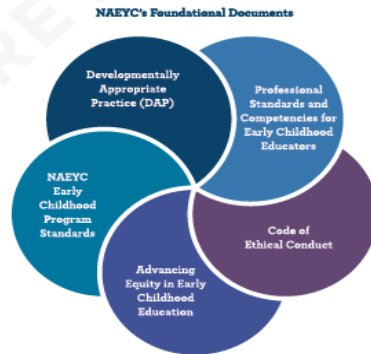 NAEYC's Foundational Documents
Developmentally
Appropriate
Practice (DAP)
Professional
Standards and
Competencies for
Early Childhood
Educators
NAEYC
Early
Childhood
Program
Standards
Code of
Ethical Conduct
Advancing
Equity in Early
Childhood
Education